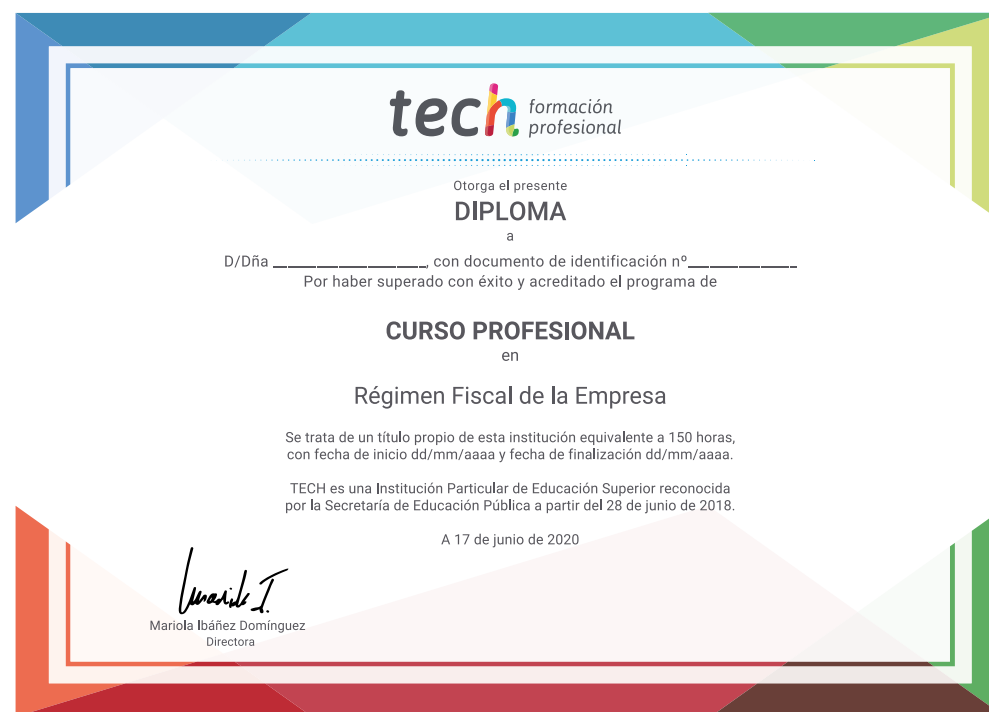 tech formación
profesional
Otorga el presente
DIPLOMA
a
D/Dña ______________________, con documento de identificación nº_______________
Por haber superado con éxito y acreditado el programa de
CURSO PROFESIONAL
en
Régimen Fiscal de la Empresa
Se trata de un título propio de esta institución equivalente a 150 horas,
con fecha de inicio dd/mm/aaaa y fecha de finalización dd/mm/aaaa.
TECH es una Institución Particular de Educación Superior reconocida
por la Secretaría de Educación Pública a partir del 28 de junio de 2018.
A 17 de junio de 2020
Mariola Ibáñez Domínguez
Directora